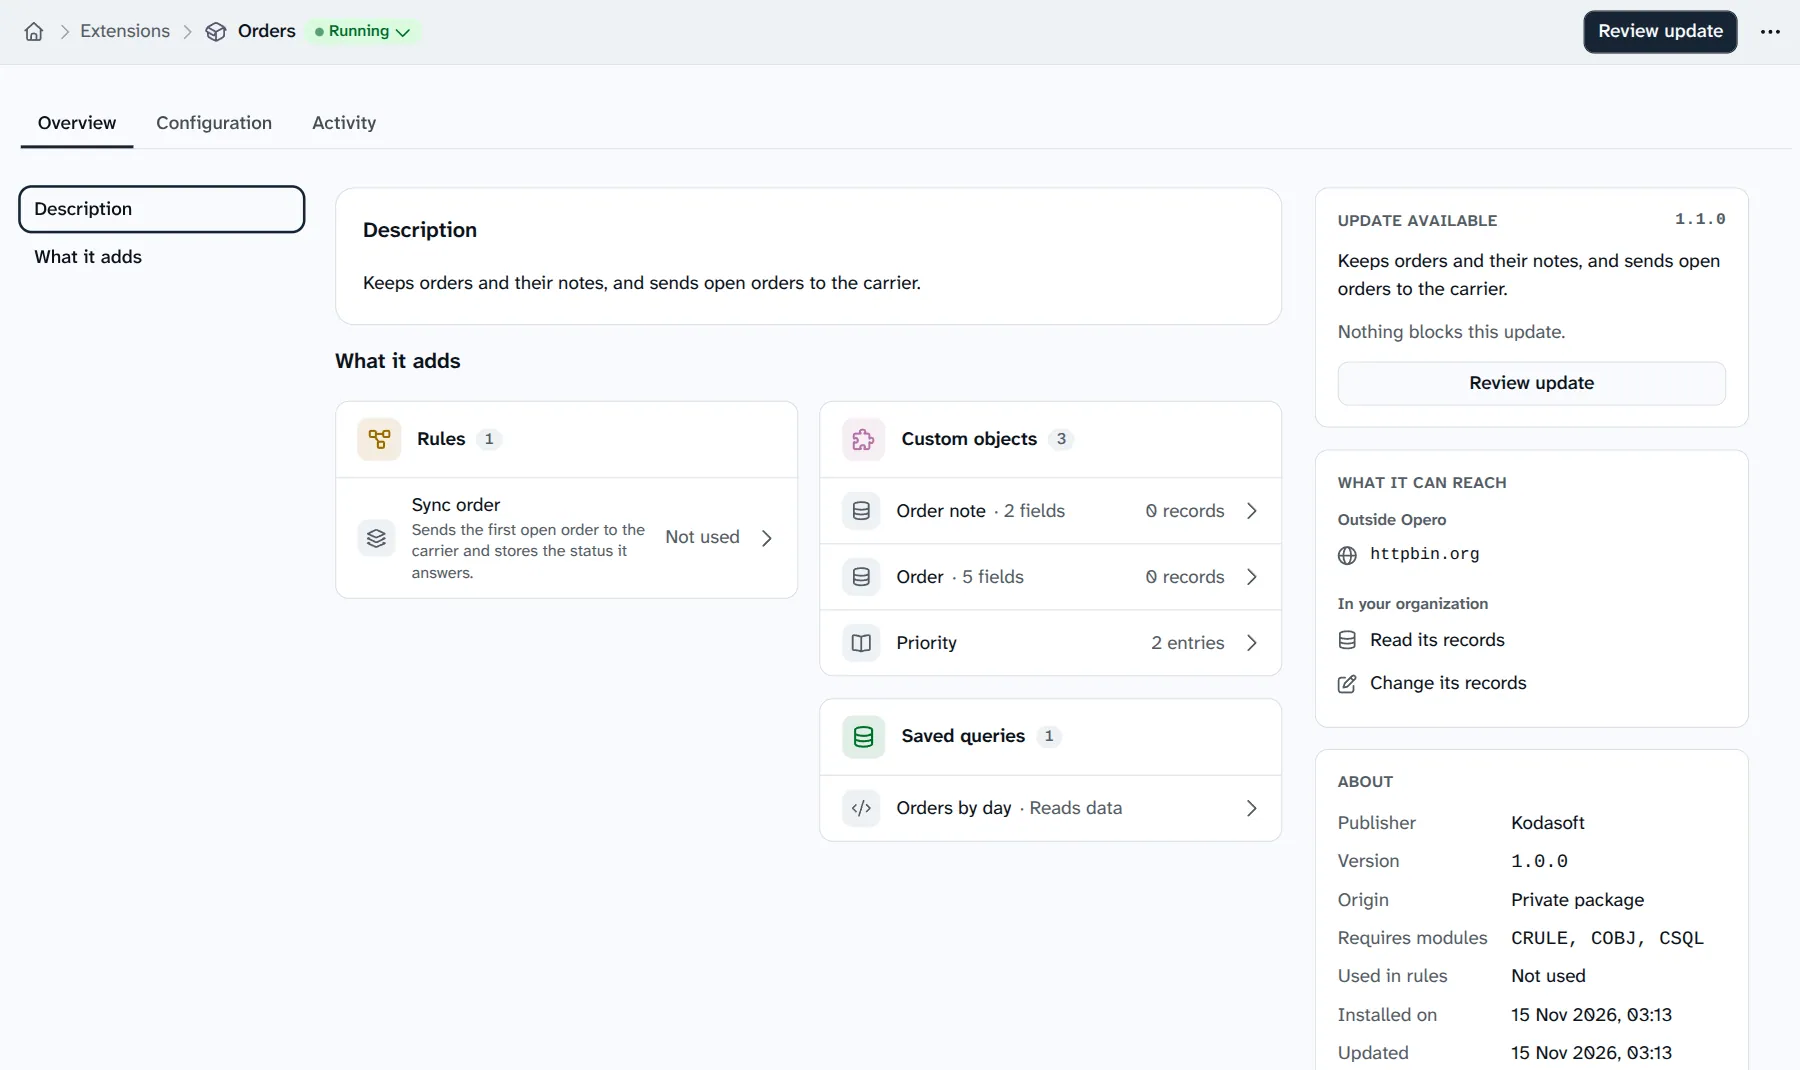 Extensions
Orders
Running
Review update
Overview
Configuration
Activity
Description
What it adds
Description
Keeps orders and their notes, and sends open orders to the carrier.
What it adds
Rules 1
Sync order
Sends the first open order to the
carrier and stores the status it
answers.
Not used
Custom objects 3
Order note · 2 fields 0 records
Order · 5 fields 0 records
Priority 2 entries
Saved queries 1
Orders by day · Reads data
UPDATE AVAILABLE 1.1.0
Keeps orders and their notes, and sends open
orders to the carrier.
Nothing blocks this update.
Review update
WHAT IT CAN REACH
Outside Opero
httpbin.org
In your organization
Read its records
Change its records
ABOUT
Publisher Kodasoft
Version 1.0.0
Origin Private package
Requires modules CRULE, COBJ, CSQL
Used in rules Not used
Installed on 15 Nov 2026, 03:13
Updated 15 Nov 2026, 03:13